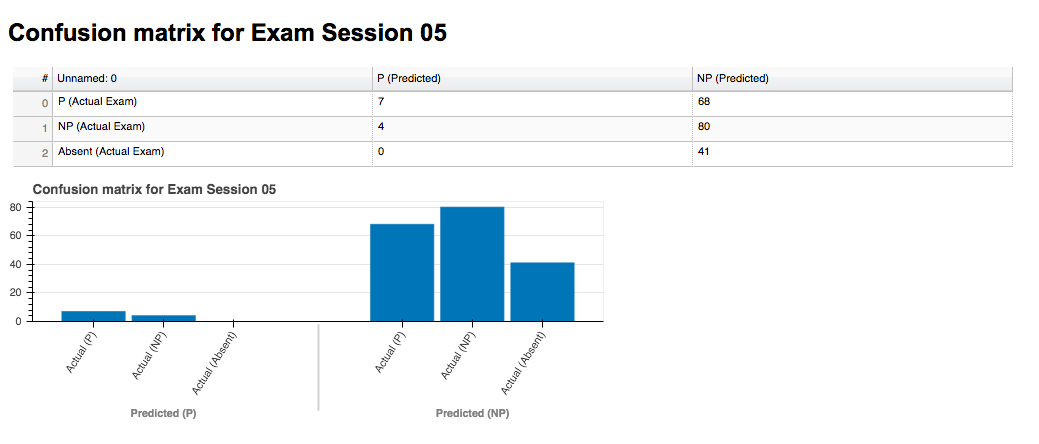 Confusion matrix for Exam Session 05
# Unnamed: 0 P (Predicted) NP (Predicted)
0 P (Actual Exam) 7 68
1 NP (Actual Exam) 4 80
2 Absent (Actual Exam) 0 41
Confusion matrix for Exam Session 05
80
60
40
20
0
Actual (P) Actual (NP) Actual (Absent) Actual (P) Actual (NP) Actual (Absent)
Predicted (P) Predicted (NP)